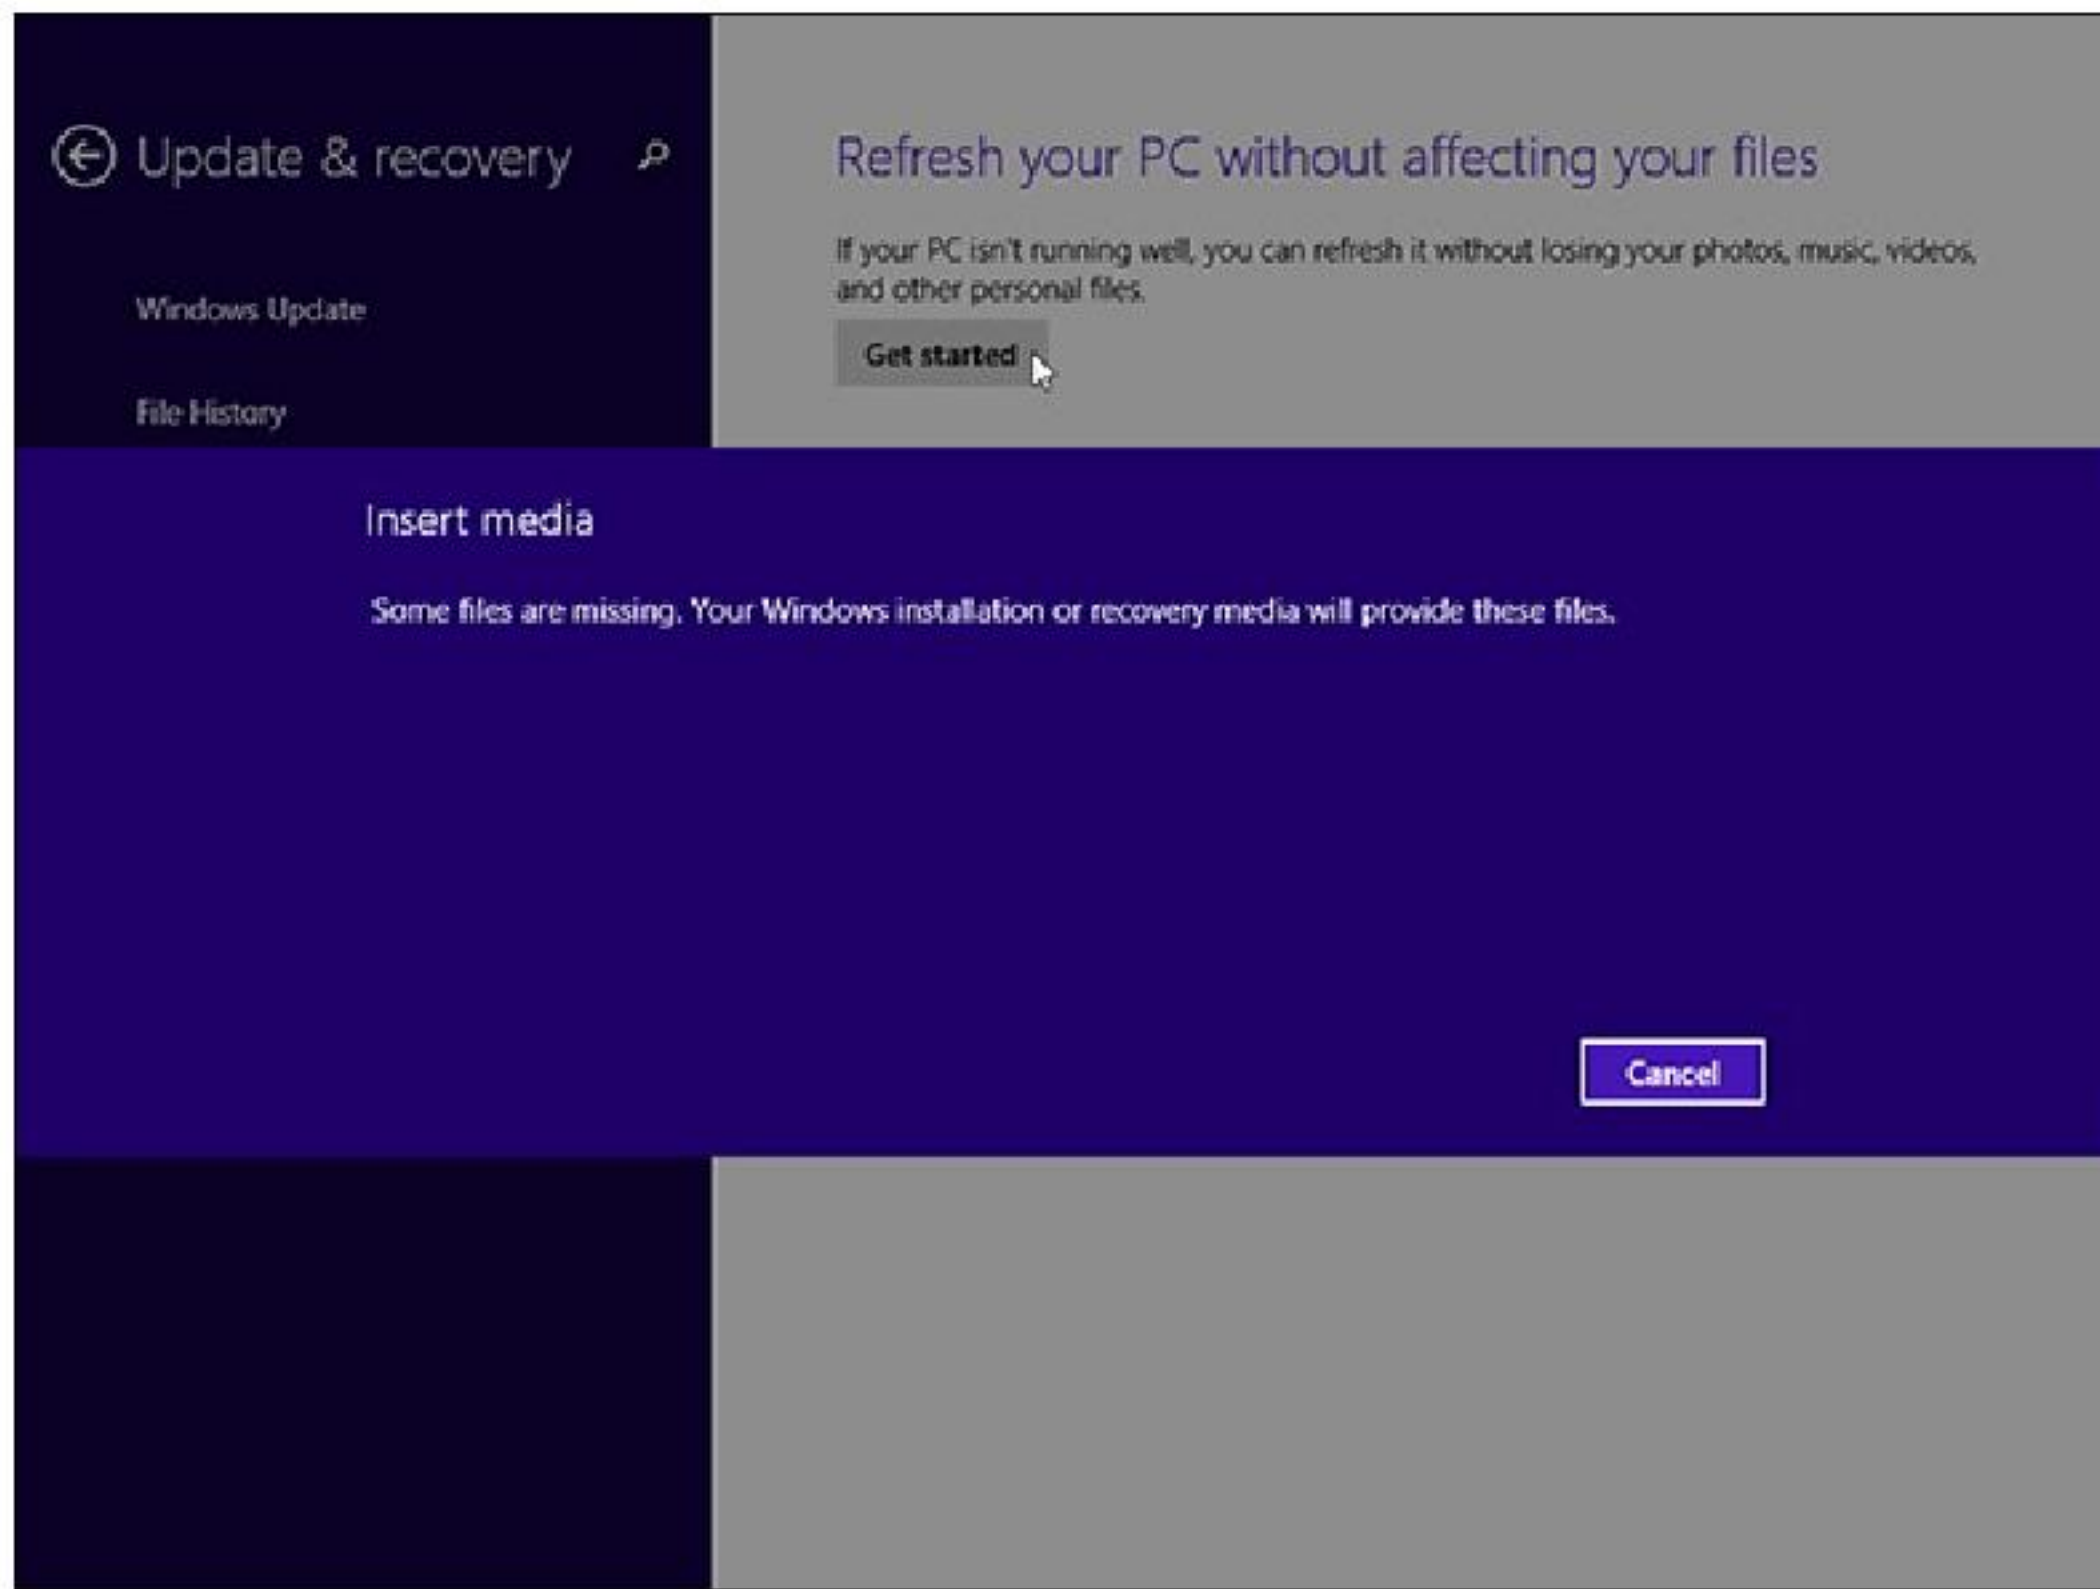 Update & recovery
Windows Update
File History
Refresh your PC without affecting your files
If your PC isn't running well, you can refresh it without losing your photos, music, videos,
and other personal files.
Get started
Insert media
Some files are missing. Your Windows installation or recovery media will provide these files.
Cancel